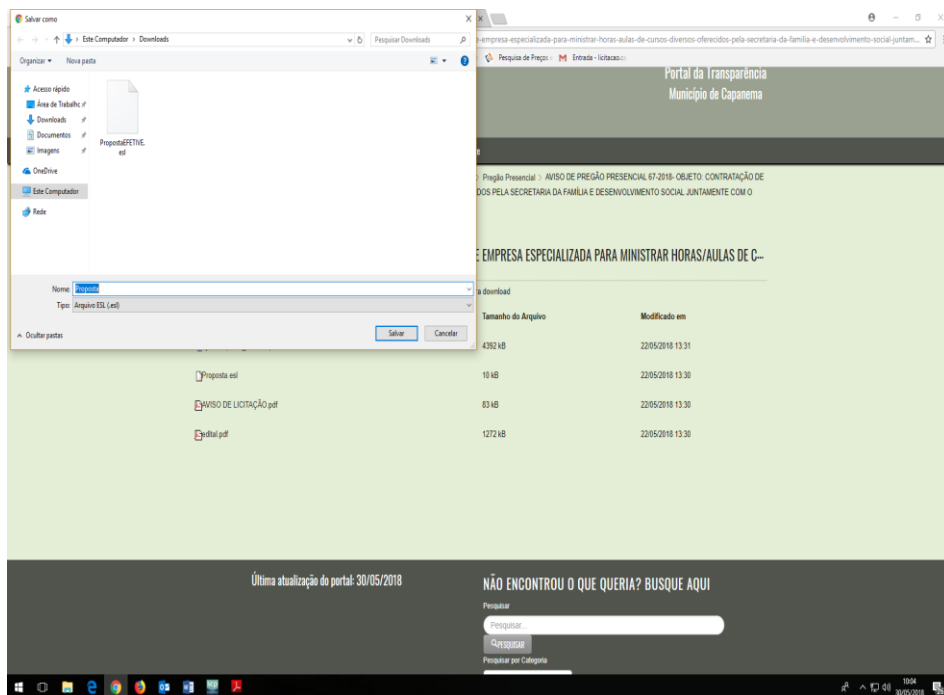 Salvar como
Este Computador > Downloads
Pesquisar Downloads
Organizar
Nova pasta
Acesso rápido
Área de Trabalhc
Downloads
Documentos
Imagens
OneDrive
Este Computador
Rede
PropostaEFETIVE.
esl
Nome: Proposta
Tipo: Arquivo ESL (.esl)
Ocultar pastas
Salvar
Cancelar
e-empresa-especializada-para-ministrar-horas-aulas-de-cursos-diversos-oferecidos-pela-secretaria-da-familia-e-desenvolvimento-social-juntam...
Pesquisa de Preços
Entrada - licitacao.c
Portal da Transparência
Município de Capanema
Pregão Presencial > AVISO DE PREGÃO PRESENCIAL 67-2018- OBJETO: CONTRATAÇÃO DE
DOS PELA SECRETARIA DA FAMÍLIA E DESENVOLVIMENTO SOCIAL JUNTAMENTE COM O
E EMPRESA ESPECIALIZADA PARA MINISTRAR HORAS/AULAS DE C...
a download
Tamanho do Arquivo Modificado em
4392 kB 22/05/2018 13:31
Proposta.esl 10 kB 22/05/2018 13:30
AVISO DE LICITAÇÃO.pdf 83 kB 22/05/2018 13:30
edital.pdf 1272 kB 22/05/2018 13:30
Última atualização do portal: 30/05/2018
NÃO ENCONTROU O QUE QUERIA? BUSQUE AQUI
Pesquisar
Pesquisar...
PESQUISAR
Pesquisar por Categoria
10:04
30/05/2018